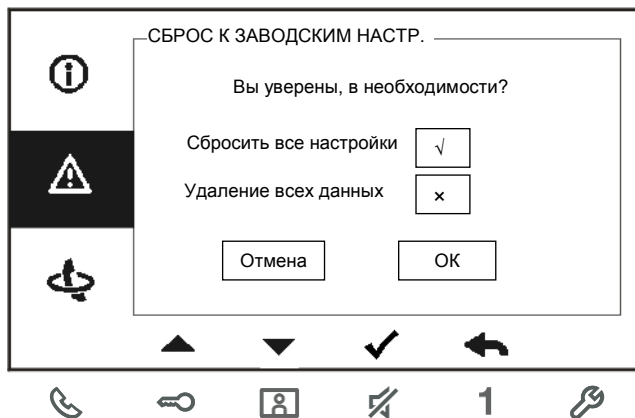 СБРОС К ЗАВОДСКИМ НАСТР.
Вы уверены, в необходимости?
Сбросить все настройки √
Удаление всех данных ×
Отмена ОК
1